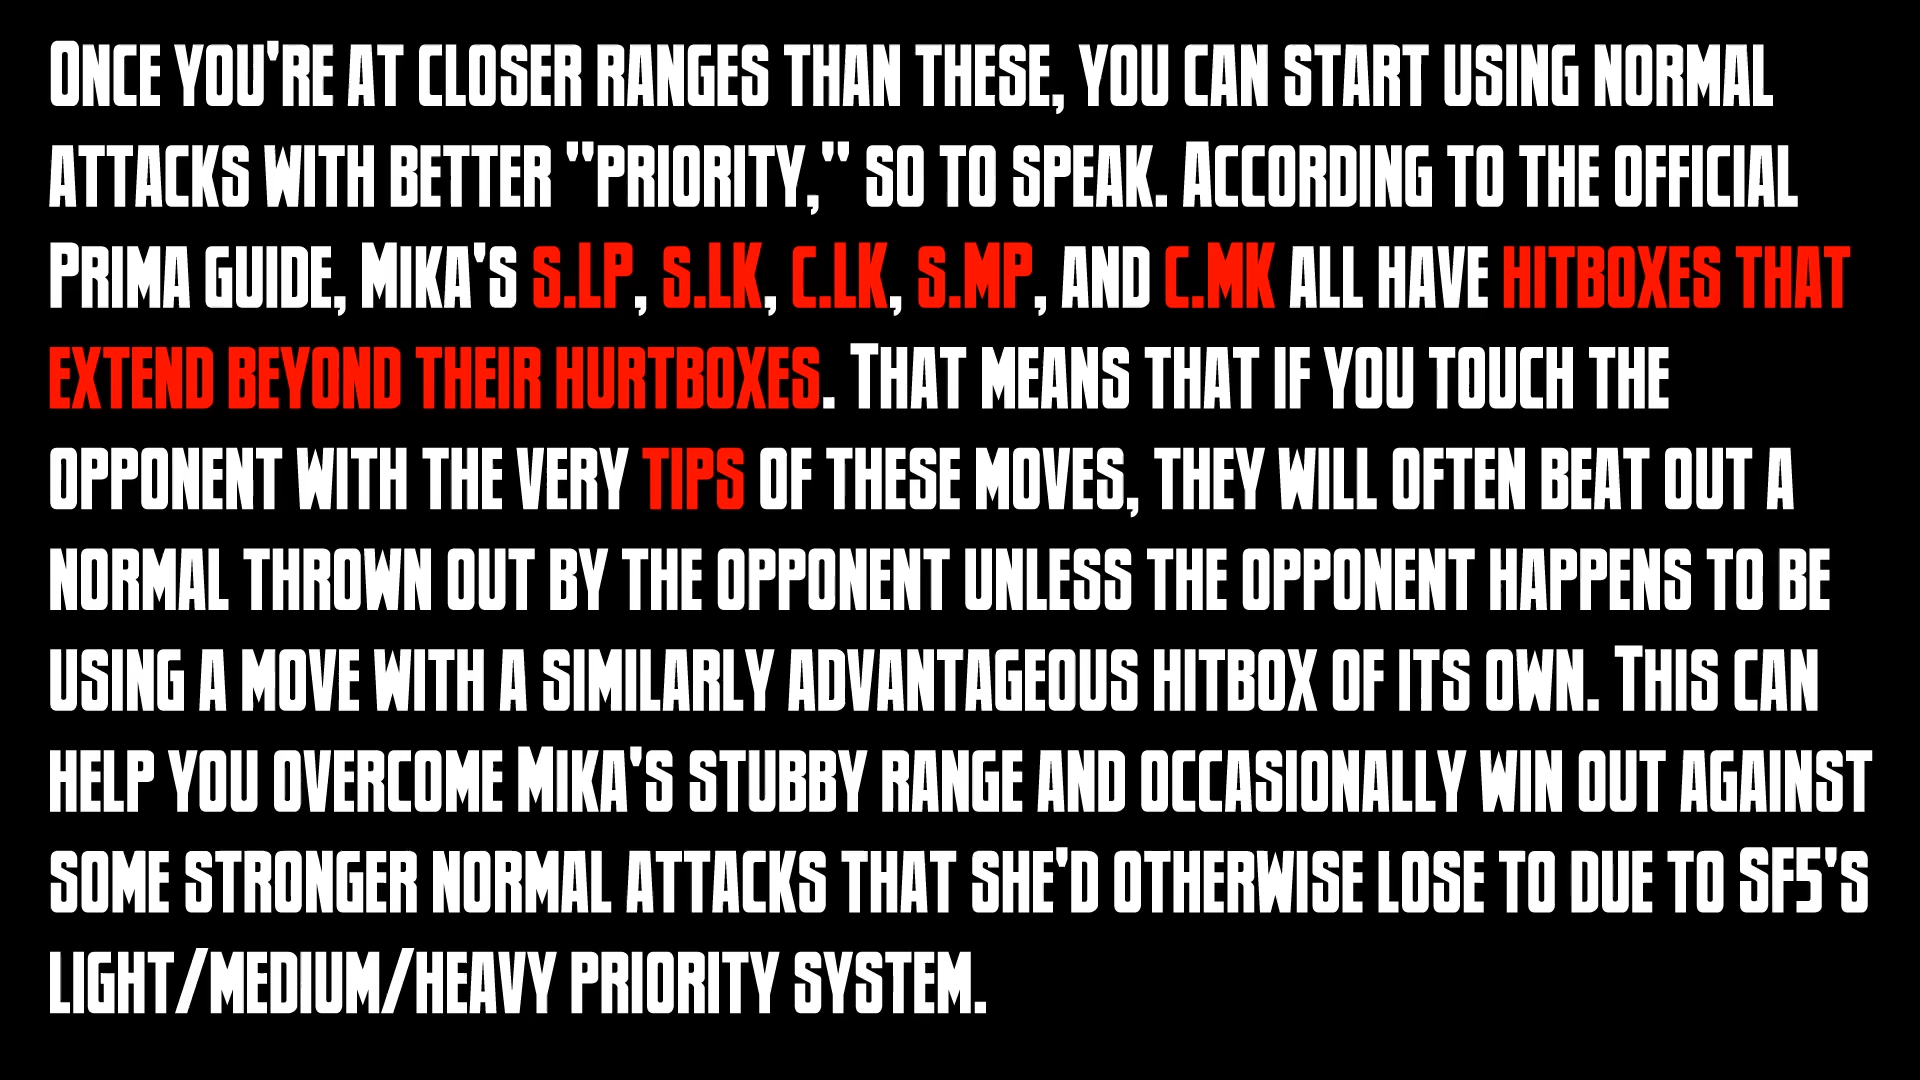 Once you're at closer ranges than these, you can start using normal
attacks with better "priority," so to speak. According to the official
Prima guide, Mika's s.LP, s.LK, c.LK, s.MP, and c.MK all have hitboxes that
extend beyond their hurtboxes. That means that if you touch the
opponent with the very tips of these moves, they will often beat out a
normal thrown out by the opponent unless the opponent happens to be
using a move with a similarly advantageous hitbox of its own. This can
help you overcome Mika's stubby range and occasionally win out against
some stronger normal attacks that she'd otherwise lose to due to SF5's
light/medium/heavy priority system.